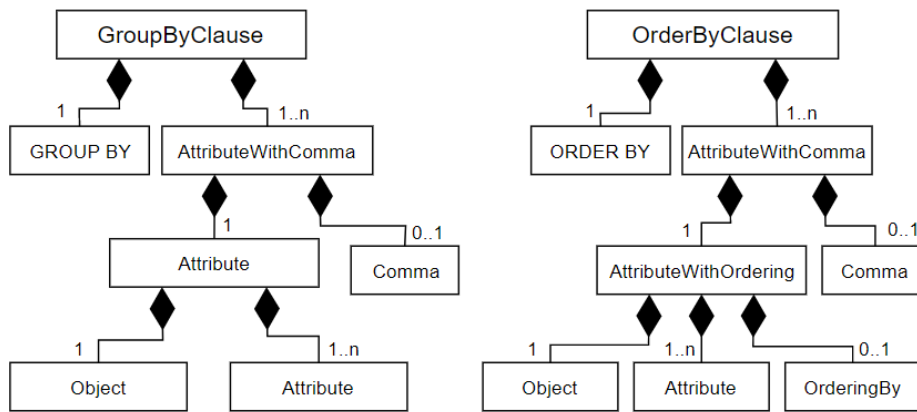 GroupByClause
OrderByClause
1
1..n
1
1..n
GROUP BY
AttributeWithComma
ORDER BY
AttributeWithComma
1
0..1
1
0..1
Attribute
Comma
AttributeWithOrdering
Comma
1
1..n
1
1..n
0..1
Object
Attribute
Object
Attribute
OrderingBy